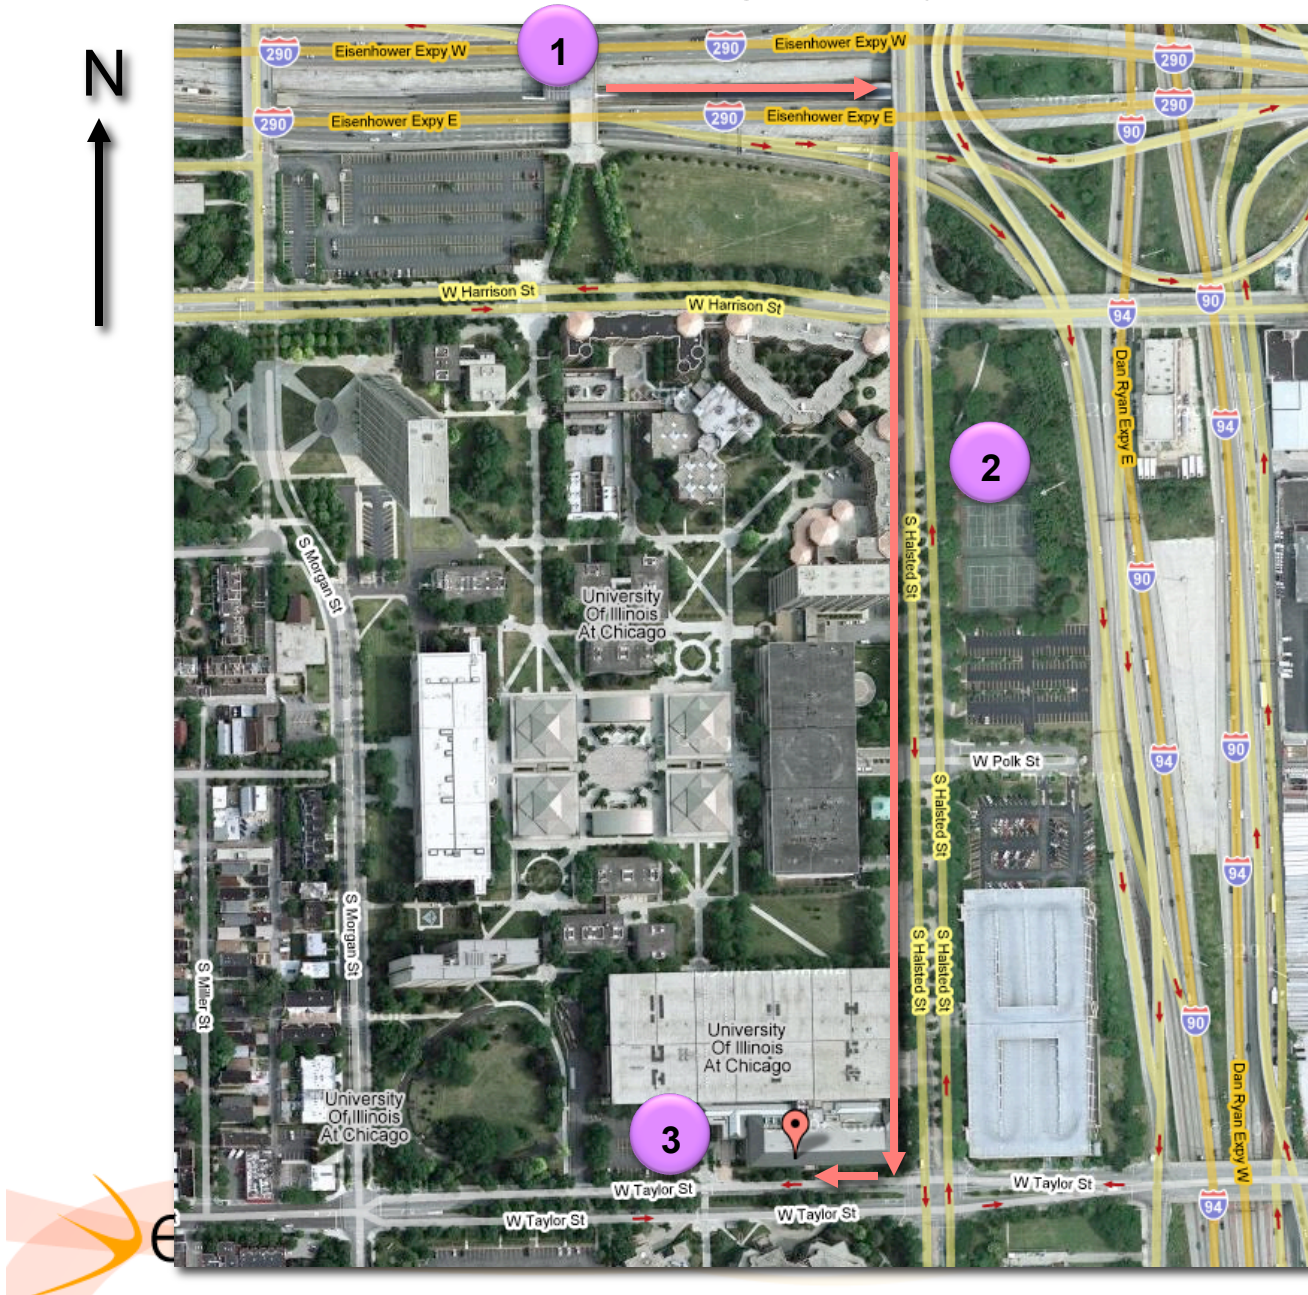 N
1
290
Eisenhower Expy W
290
Eisenhower Expy W
290
290
Eisenhower Expy E
290
Eisenhower Expy E
290
90
W Harrison St
W Harrison St
94
90
Dan Ryan Expy E
94
2
S Halsted St
S Morgan St
90
University
Of Illinois
At Chicago
W Polk St
94
90
S Halsted St
94
S Morgan St
S Miller St
S Halsted St
S Halsted St
90
University
Of Illinois
At Chicago
Dan Ryan Expy W
University
Of Illinois
At Chicago
3
W Taylor St
W Taylor St
W Taylor St
W Taylor St
94
e